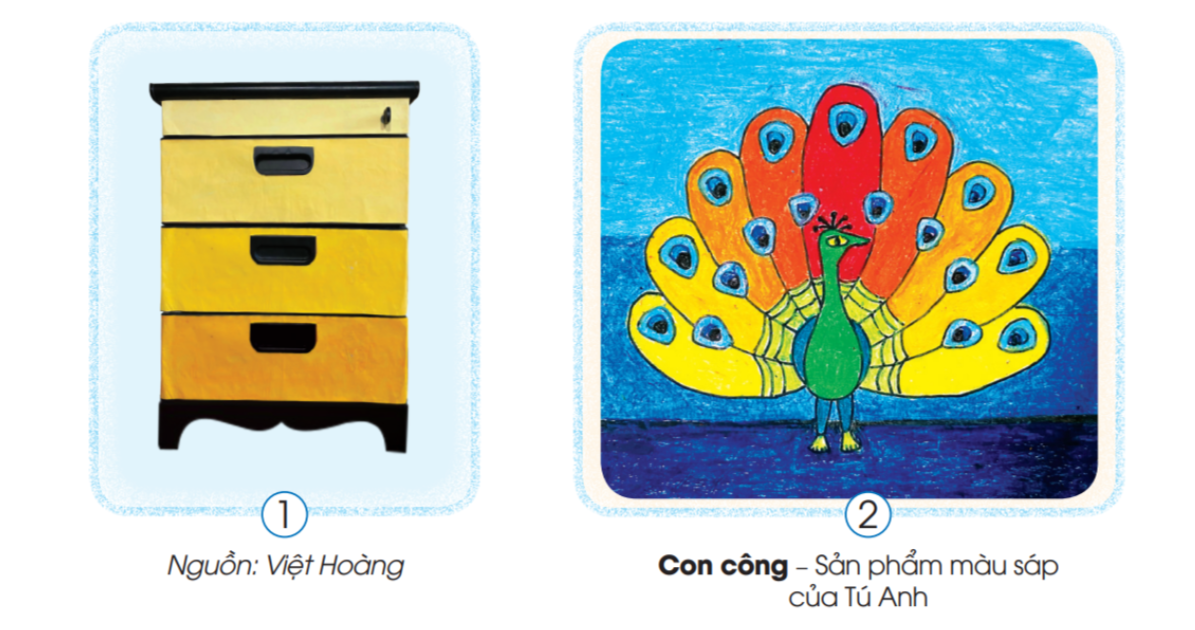 1
Nguồn: Việt Hoàng
2
Con công – Sản phẩm màu sáp
của Tú Anh